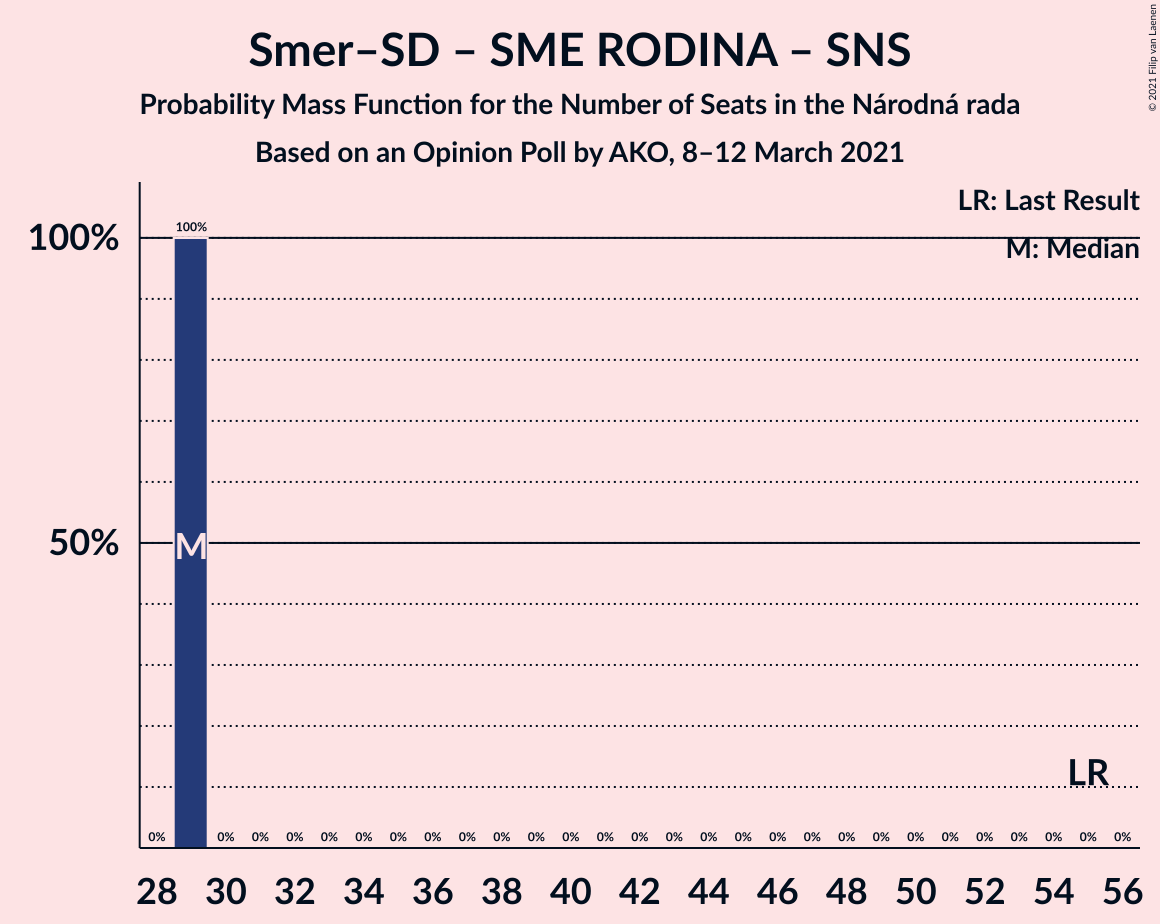 Smer–SD – SME RODINA – SNS
Probability Mass Function for the Number of Seats in the Národná rada
Based on an Opinion Poll by AKO, 8–12 March 2021
© 2021 Filip van Laenen
LR: Last Result
M: Median
100%
50%
100%
M
LR
0% 0% 0% 0% 0% 0% 0% 0% 0% 0% 0% 0% 0% 0% 0% 0% 0% 0% 0% 0% 0% 0% 0% 0% 0% 0% 0% 0%
28 30 32 34 36 38 40 42 44 46 48 50 52 54 56